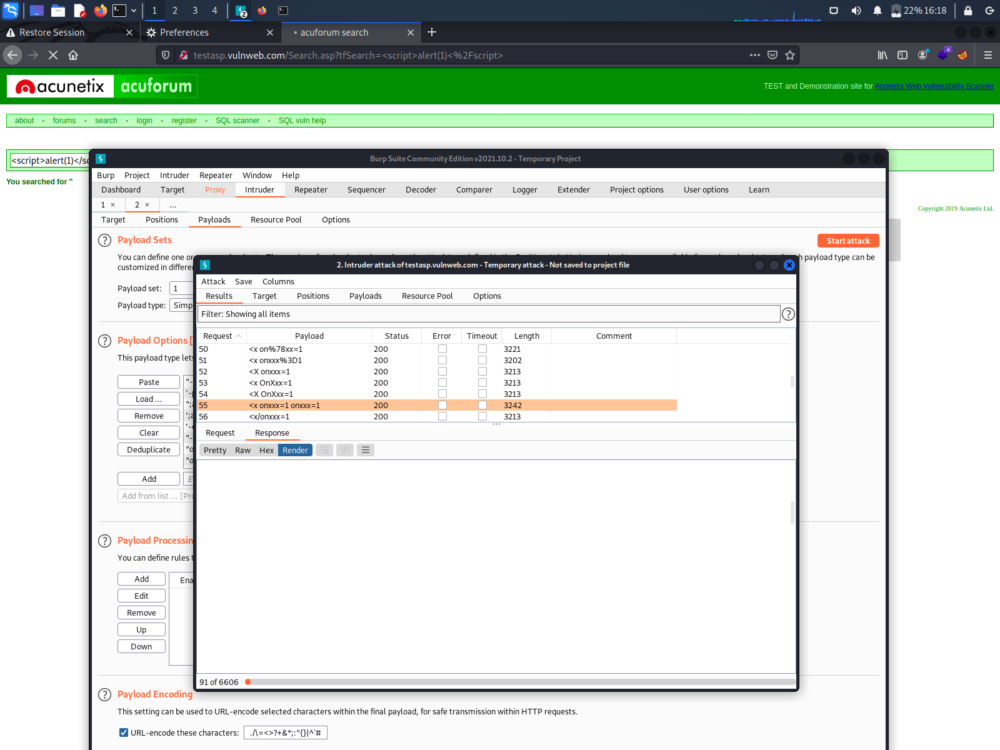 1 2 3 4 2 22% 16:18
Restore Session Preferences acuforum search
testasp.vulnweb.com/Search.asp?tfSearch=<script>alert(1)<%2Fscript> 4
acunetix acuforum
TEST and Demonstration site for Acunetix Web Vulnerability Scanner
about - forums - search - login - register - SQL scanner - SQL vuln help
<script>alert(1)</sc
You searched for "
Copyright 2019 Acunetix Ltd.
Burp Suite Community Edition v2021.10.2 - Temporary Project
Burp Project Intruder Repeater Window Help
Dashboard Target Proxy Intruder Repeater Sequencer Decoder Comparer Logger Extender Project options User options Learn
1 × 2 × ...
Target Positions Payloads Resource Pool Options
? Payload Sets Start attack
You can define one or payload type can be
customized in differe
Payload set: 1
Payload type: Simp
? Payload Options [
This payload type lets
Paste
Load ...
Remove
Clear
Deduplicate
Add
Add from list ... [Pro
? Payload Processin
You can define rules t
Add Ena
Edit
Remove
Up
Down
? Payload Encoding
This setting can be used to URL-encode selected characters within the final payload, for safe transmission within HTTP requests.
URL-encode these characters: ./\=<>?+&*;:"{}|^`#
2. Intruder attack of testasp.vulnweb.com - Temporary attack - Not saved to project file
Attack Save Columns
Results Target Positions Payloads Resource Pool Options
Filter: Showing all items ?
Request Payload Status Error Timeout Length Comment
50 <x on%78xx=1 200 3221
51 <x onxxx%3D1 200 3202
52 <X onxxx=1 200 3213
53 <x OnXxx=1 200 3213
54 <X OnXxx=1 200 3213
55 <x onxxx=1 onxxx=1 200 3242
56 <x/onxxx=1 200 3213
Request Response
Pretty Raw Hex Render \n
91 of 6606